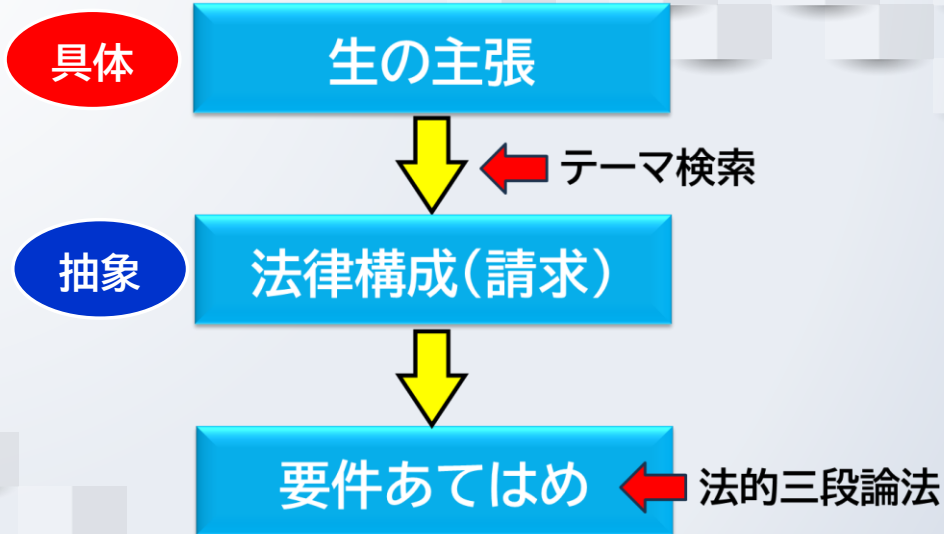 具体
生の主張
テーマ検索
抽象
法律構成（請求）
要件あてはめ
法的三段論法